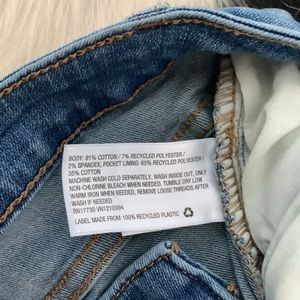 BODY: 91% COTTON / 7% RECYCLED POLYESTER /
2% SPANDEX, POCKET LINING: 65% RECYCLED POLYESTER /
35% COTTON
MACHINE WASH COLD SEPARATELY, WASH INSIDE OUT, ONLY
NON-CHLORINE BLEACH WHEN NEEDED, TUMBLE DRY LOW
WARM IRON WHEN NEEDED, REMOVE LOOSE THREADS AFTER
WASH IF NEEDED
RN17730 VN1210394
LABEL MADE FROM 100% RECYCLED PLASTIC